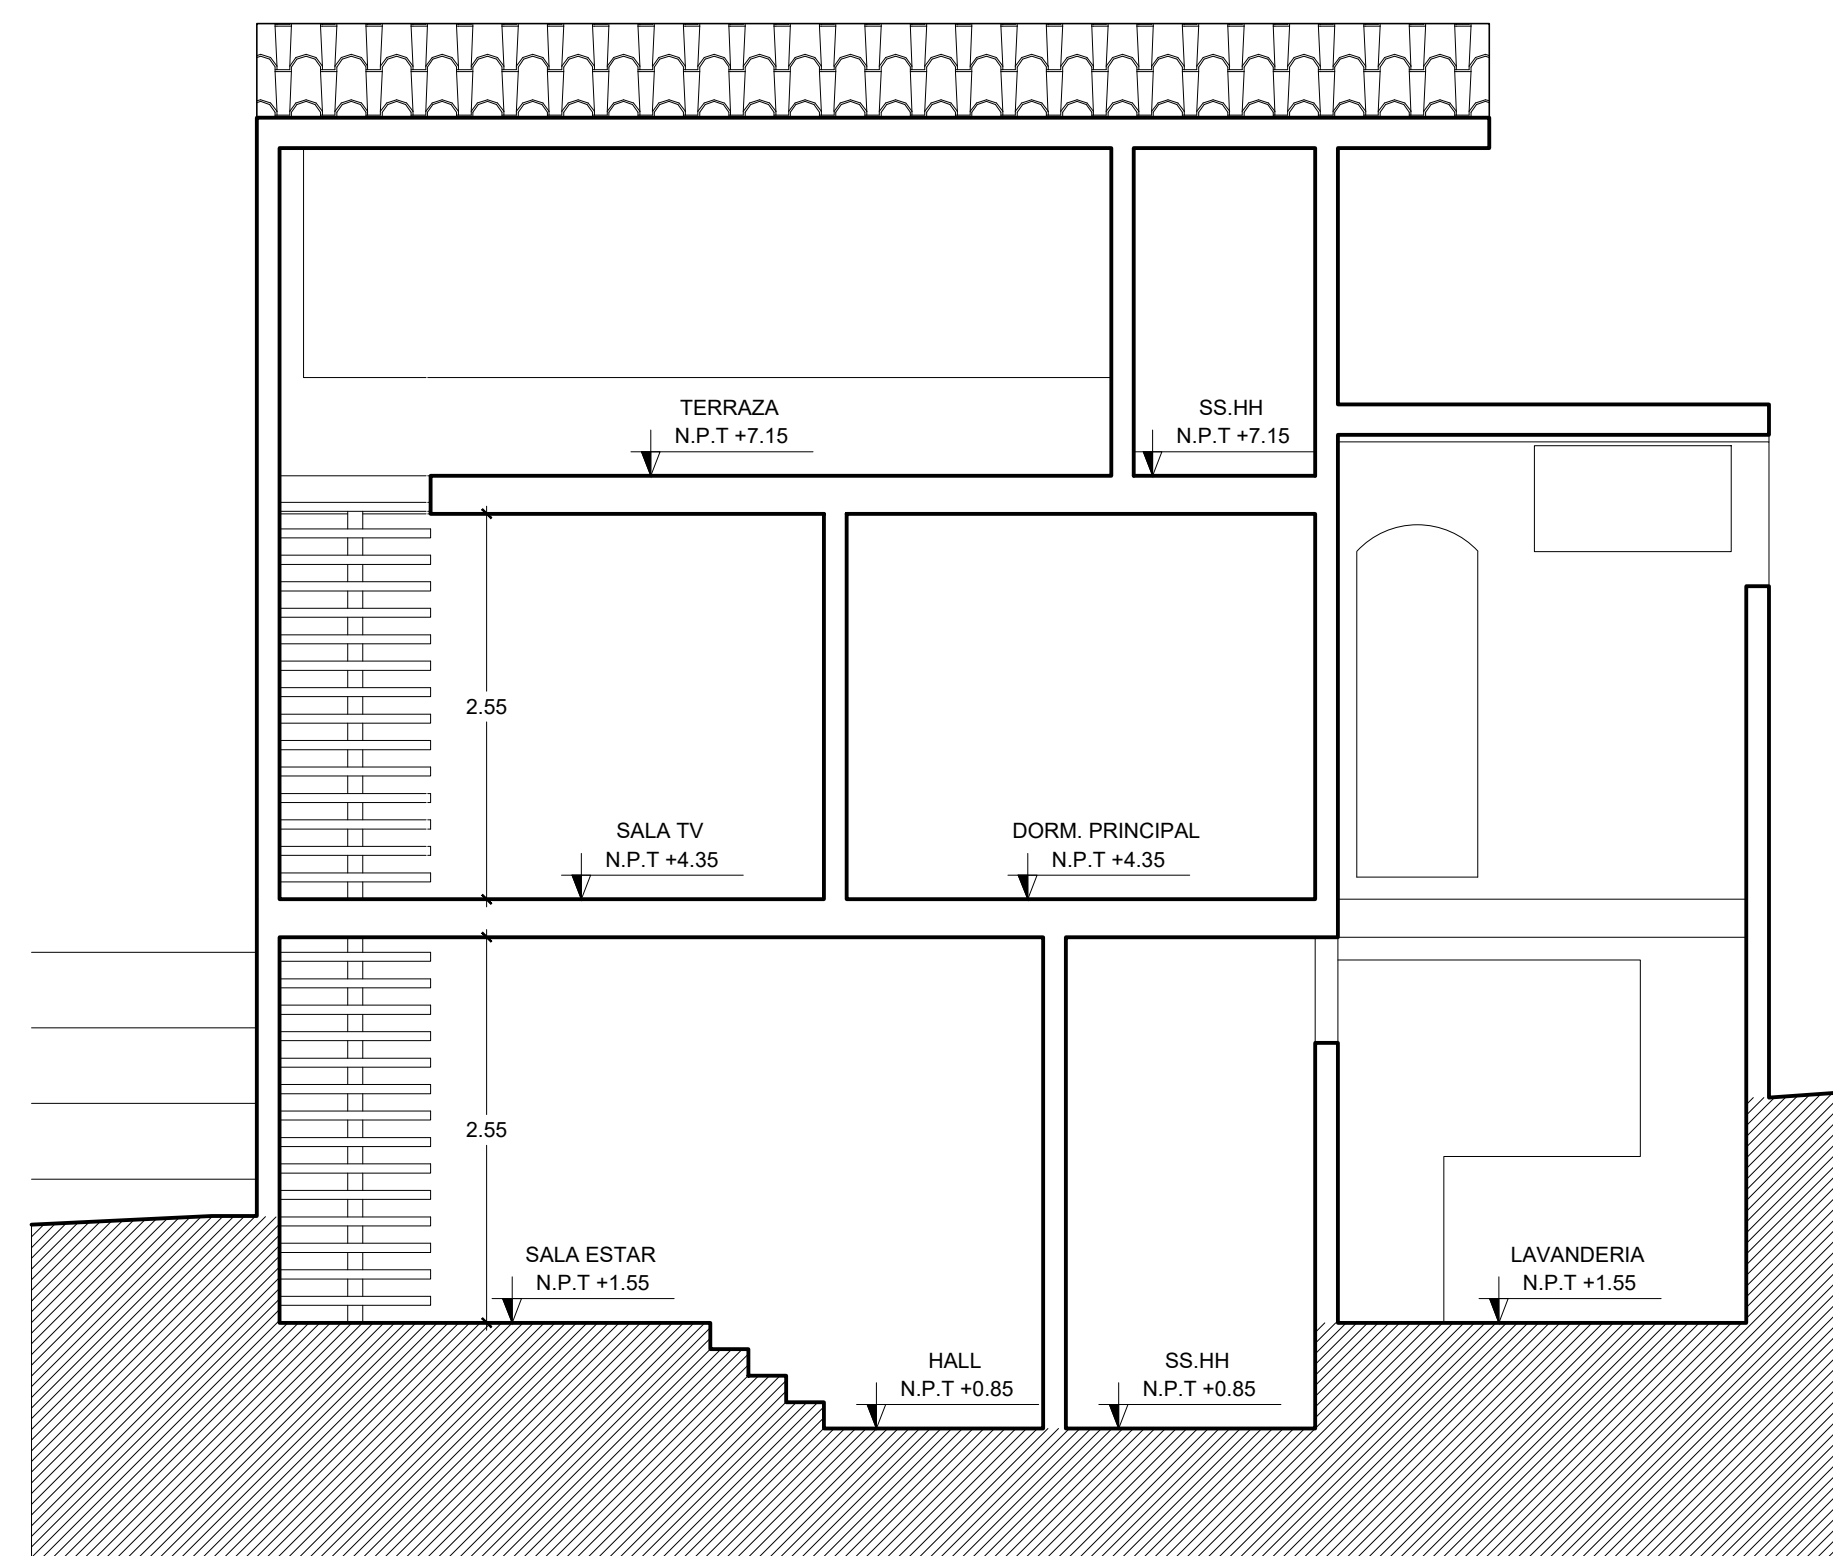 TERRAZA
N.P.T +7.15
SS.HH
N.P.T +7.15
2.55
SALA TV
N.P.T +4.35
DORM. PRINCIPAL
N.P.T +4.35
2.55
SALA ESTAR
N.P.T +1.55
LAVANDERIA
N.P.T +1.55
HALL
N.P.T +0.85
SS.HH
N.P.T +0.85